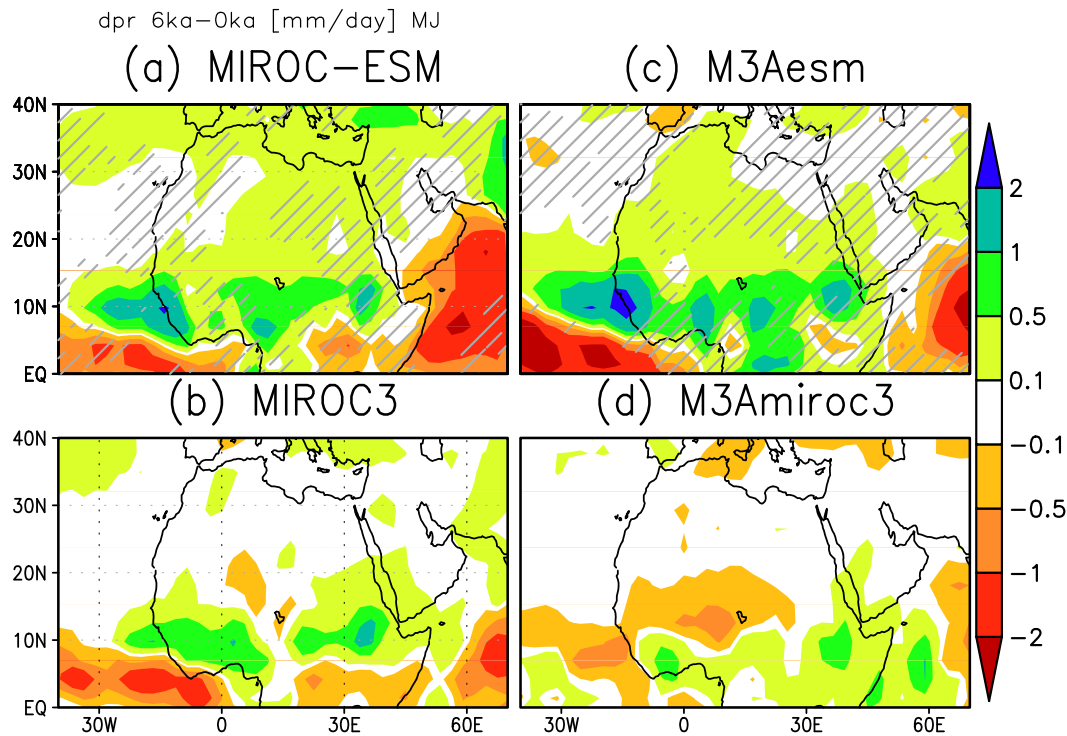 dpr 6ka-0ka [mm/day] MJ
(a) MIROC-ESM
(c) M3Aesm
40N
30N
20N
10N
EQ
2
1
0.5
0.1
-0.1
-0.5
-1
-2
(b) MIROC3
(d) M3Amiroc3
40N
30N
20N
10N
EQ
30W 0 30E 60E
30W 0 30E 60E